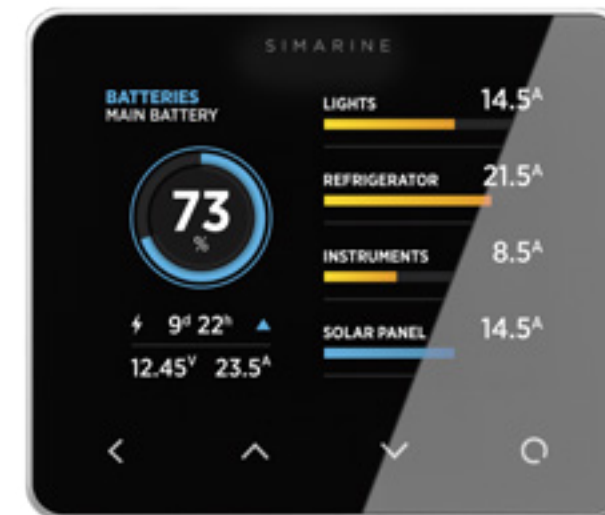 SIMARINE
BATTERIES
MAIN BATTERY
73
%
9ᵈ 22ʰ
12.45ⱽ 23.5ᴬ
LIGHTS 14.5ᴬ
REFRIGERATOR 21.5ᴬ
INSTRUMENTS 8.5ᴬ
SOLAR PANEL 14.5ᴬ